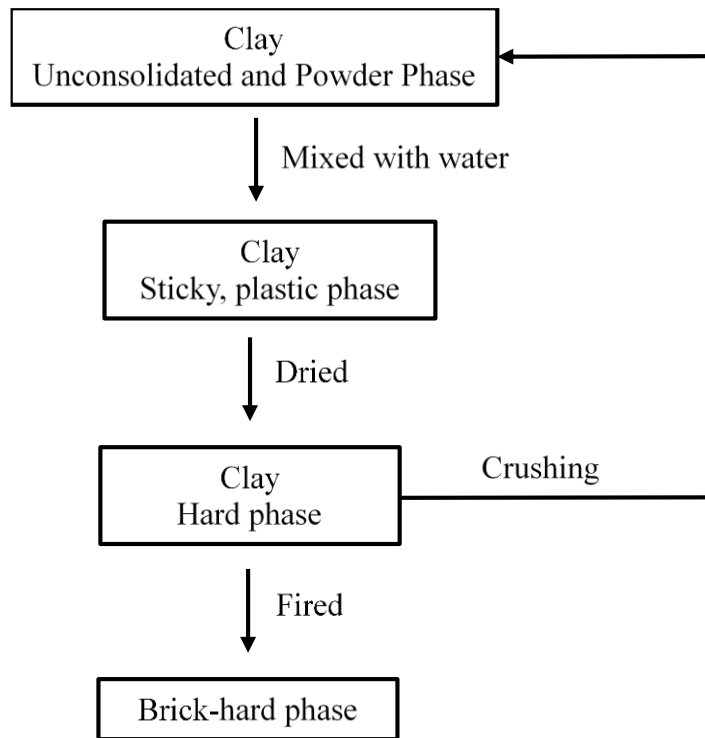 Clay
Unconsolidated and Powder Phase
Mixed with water
Clay
Sticky, plastic phase
Dried
Clay
Hard phase
Crushing
Fired
Brick-hard phase